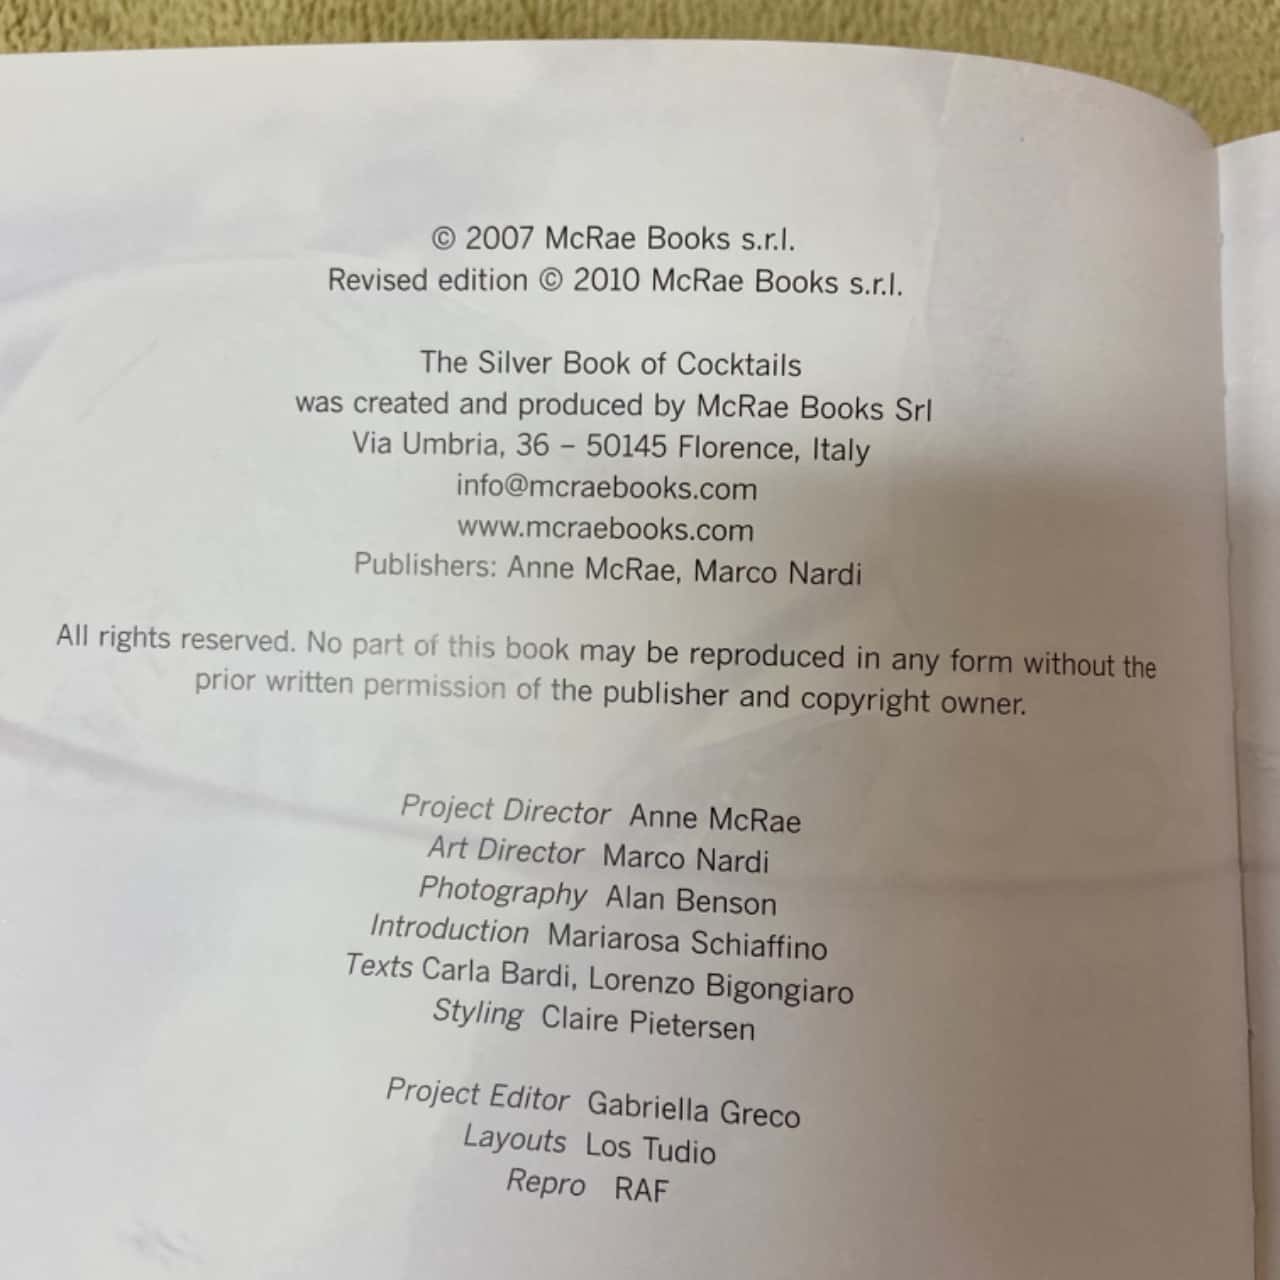 © 2007 McRae Books s.r.l.
Revised edition © 2010 McRae Books s.r.l.
The Silver Book of Cocktails
was created and produced by McRae Books Srl
Via Umbria, 36 – 50145 Florence, Italy
info@mcraebooks.com
www.mcraebooks.com
Publishers: Anne McRae, Marco Nardi
All rights reserved. No part of this book may be reproduced in any form without the
prior written permission of the publisher and copyright owner.
Project Director Anne McRae
Art Director Marco Nardi
Photography Alan Benson
Introduction Mariarosa Schiaffino
Texts Carla Bardi, Lorenzo Bigongiaro
Styling Claire Pietersen
Project Editor Gabriella Greco
Layouts Los Tudio
Repro RAF